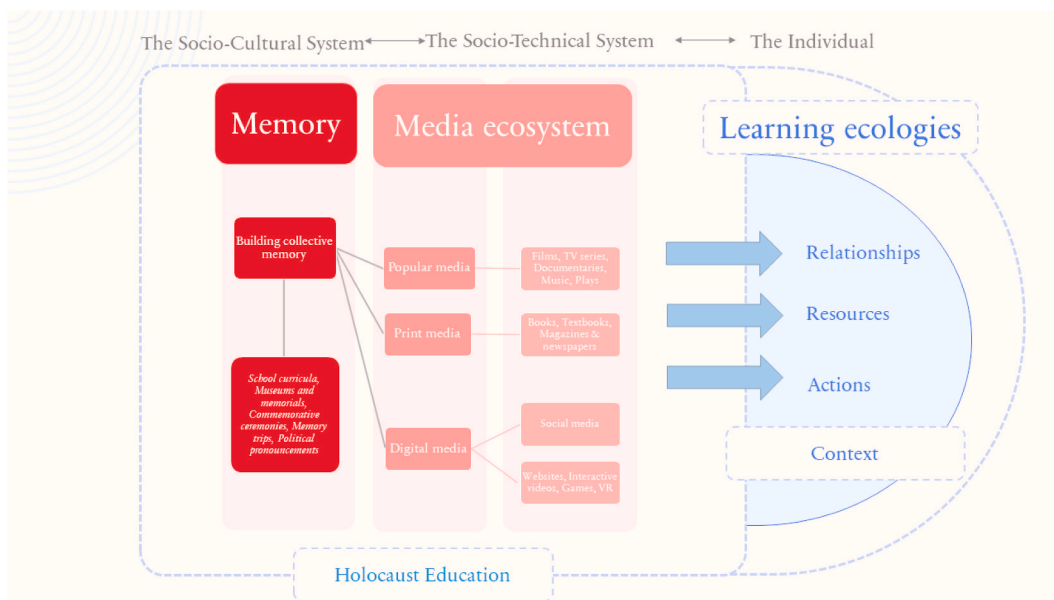 The Socio-Cultural System
The Socio-Technical System
The Individual
Memory
Media ecosystem
Learning ecologies
Building collective
memory
Popular media
Films, TV series,
Documentaries,
Music, Plays
Relationships
Print media
Books, Textbooks,
Magazines &
newspapers
Resources
School curricula,
Museums and
memorials,
Commemorative
ceremonies, Memory
trips, Political
pronouncements
Actions
Digital media
Social media
Websites, Interactive
videos, Games, VR
Context
Holocaust Education